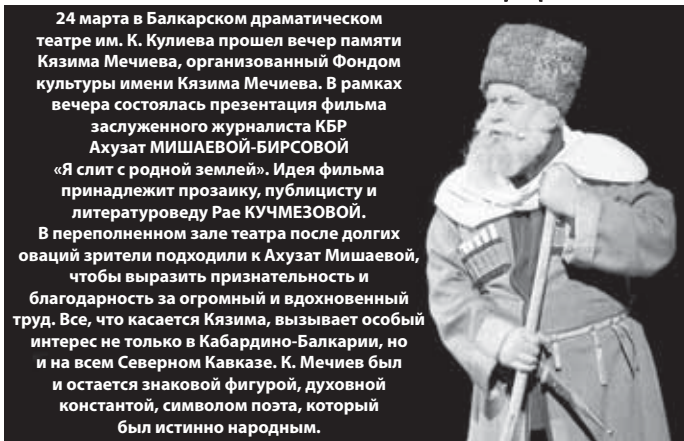 24 марта в Балкарском драматическом
театре им. К. Кулиева прошел вечер памяти
Кязима Мечиева, организованный Фондом
культуры имени Кязима Мечиева. В рамках
вечера состоялась презентация фильма
заслуженного журналиста КБР
Ахузат МИШАЕВОЙ-БИРСОВОЙ
«Я слит с родной землей». Идея фильма
принадлежит прозаику, публицисту и
литературоведу Рае КУЧМЕЗОВОЙ.
В переполненном зале театра после долгих
оваций зрители подходили к Ахузат Мишаевой,
чтобы выразить признательность и
благодарность за огромный и вдохновенный
труд. Все, что касается Кязима, вызывает особый
интерес не только в Кабардино-Балкарии, но
и на всем Северном Кавказе. К. Мечиев был
и остается знаковой фигурой, духовной
константой, символом поэта, который
был истинно народным.